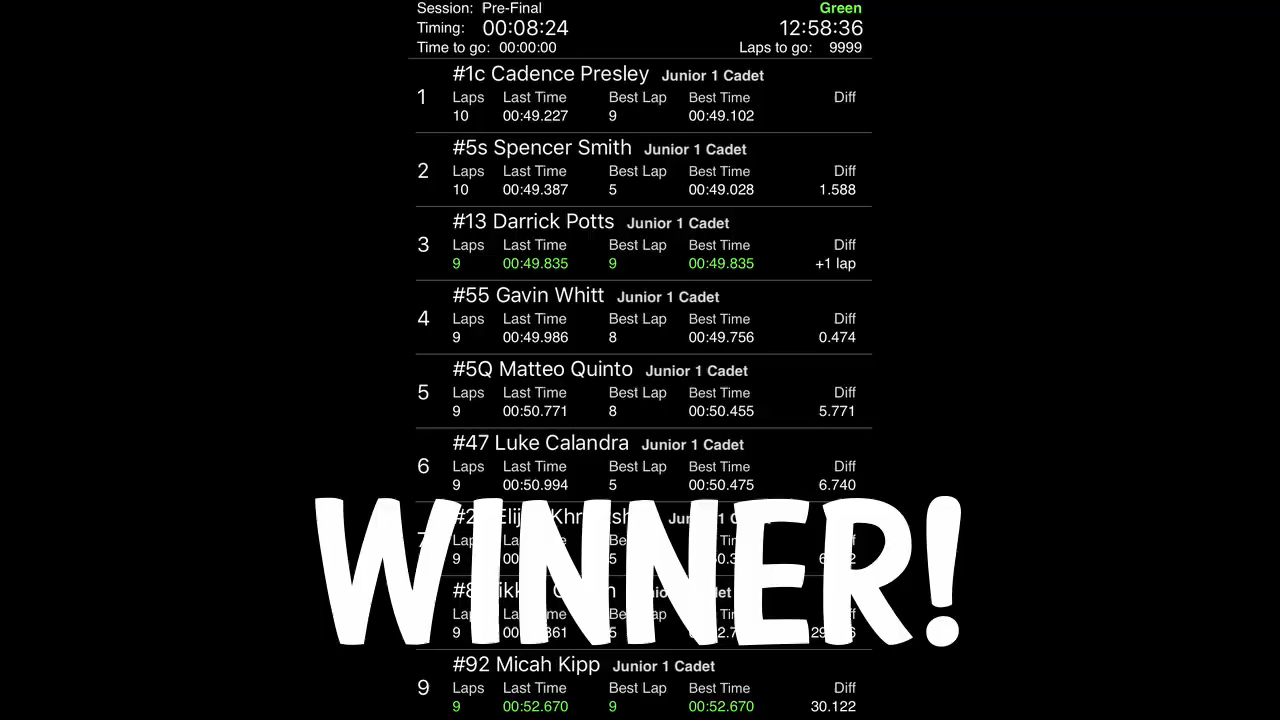 Session: Pre-Final Green
Timing: 00:08:24 12:58:36
Time to go: 00:00:00 Laps to go: 9999
#1c Cadence Presley Junior 1 Cadet
1 Laps Last Time Best Lap Best Time Diff
10 00:49.227 9 00:49.102
#5s Spencer Smith Junior 1 Cadet
2 Laps Last Time Best Lap Best Time Diff
10 00:49.387 5 00:49.028 1.588
#13 Darrick Potts Junior 1 Cadet
3 Laps Last Time Best Lap Best Time Diff
9 00:49.835 9 00:49.835 +1 lap
#55 Gavin Whitt Junior 1 Cadet
4 Laps Last Time Best Lap Best Time Diff
9 00:49.986 8 00:49.756 0.474
#5Q Matteo Quinto Junior 1 Cadet
5 Laps Last Time Best Lap Best Time Diff
9 00:50.771 8 00:50.455 5.771
#47 Luke Calandra Junior 1 Cadet
6 Laps Last Time Best Lap Best Time Diff
9 00:50.994 5 00:50.475 6.740
WINNER!
#92 Micah Kipp Junior 1 Cadet
9 Laps Last Time Best Lap Best Time Diff
9 00:52.670 9 00:52.670 30.122